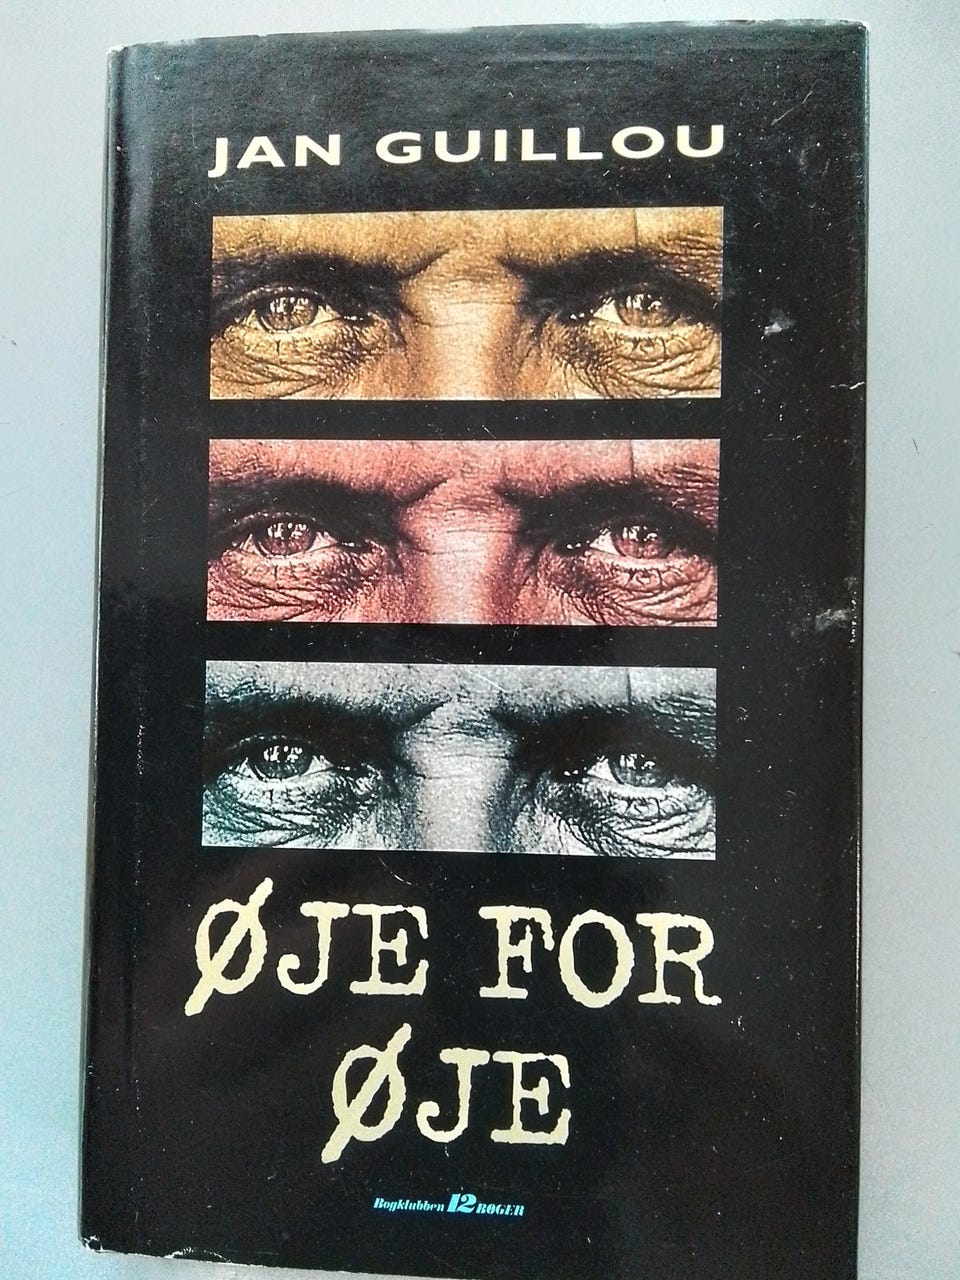 JAN GUILLOU
ØJE FOR
ØJE
Bogklubben 12 BØGER